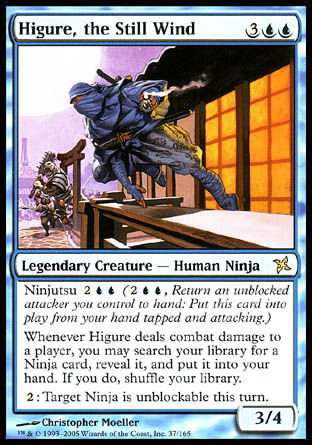 Higure, the Still Wind 3
Legendary Creature — Human Ninja
Ninjutsu 2 (2, Return an unblocked
attacker you control to hand: Put this card into
play from your hand tapped and attacking.)
Whenever Higure deals combat damage to
a player, you may search your library for a
Ninja card, reveal it, and put it into your
hand. If you do, shuffle your library.
2: Target Ninja is unblockable this turn.
Christopher Moeller
™ & © 1993–2005 Wizards of the Coast, Inc. 37/165
3/4